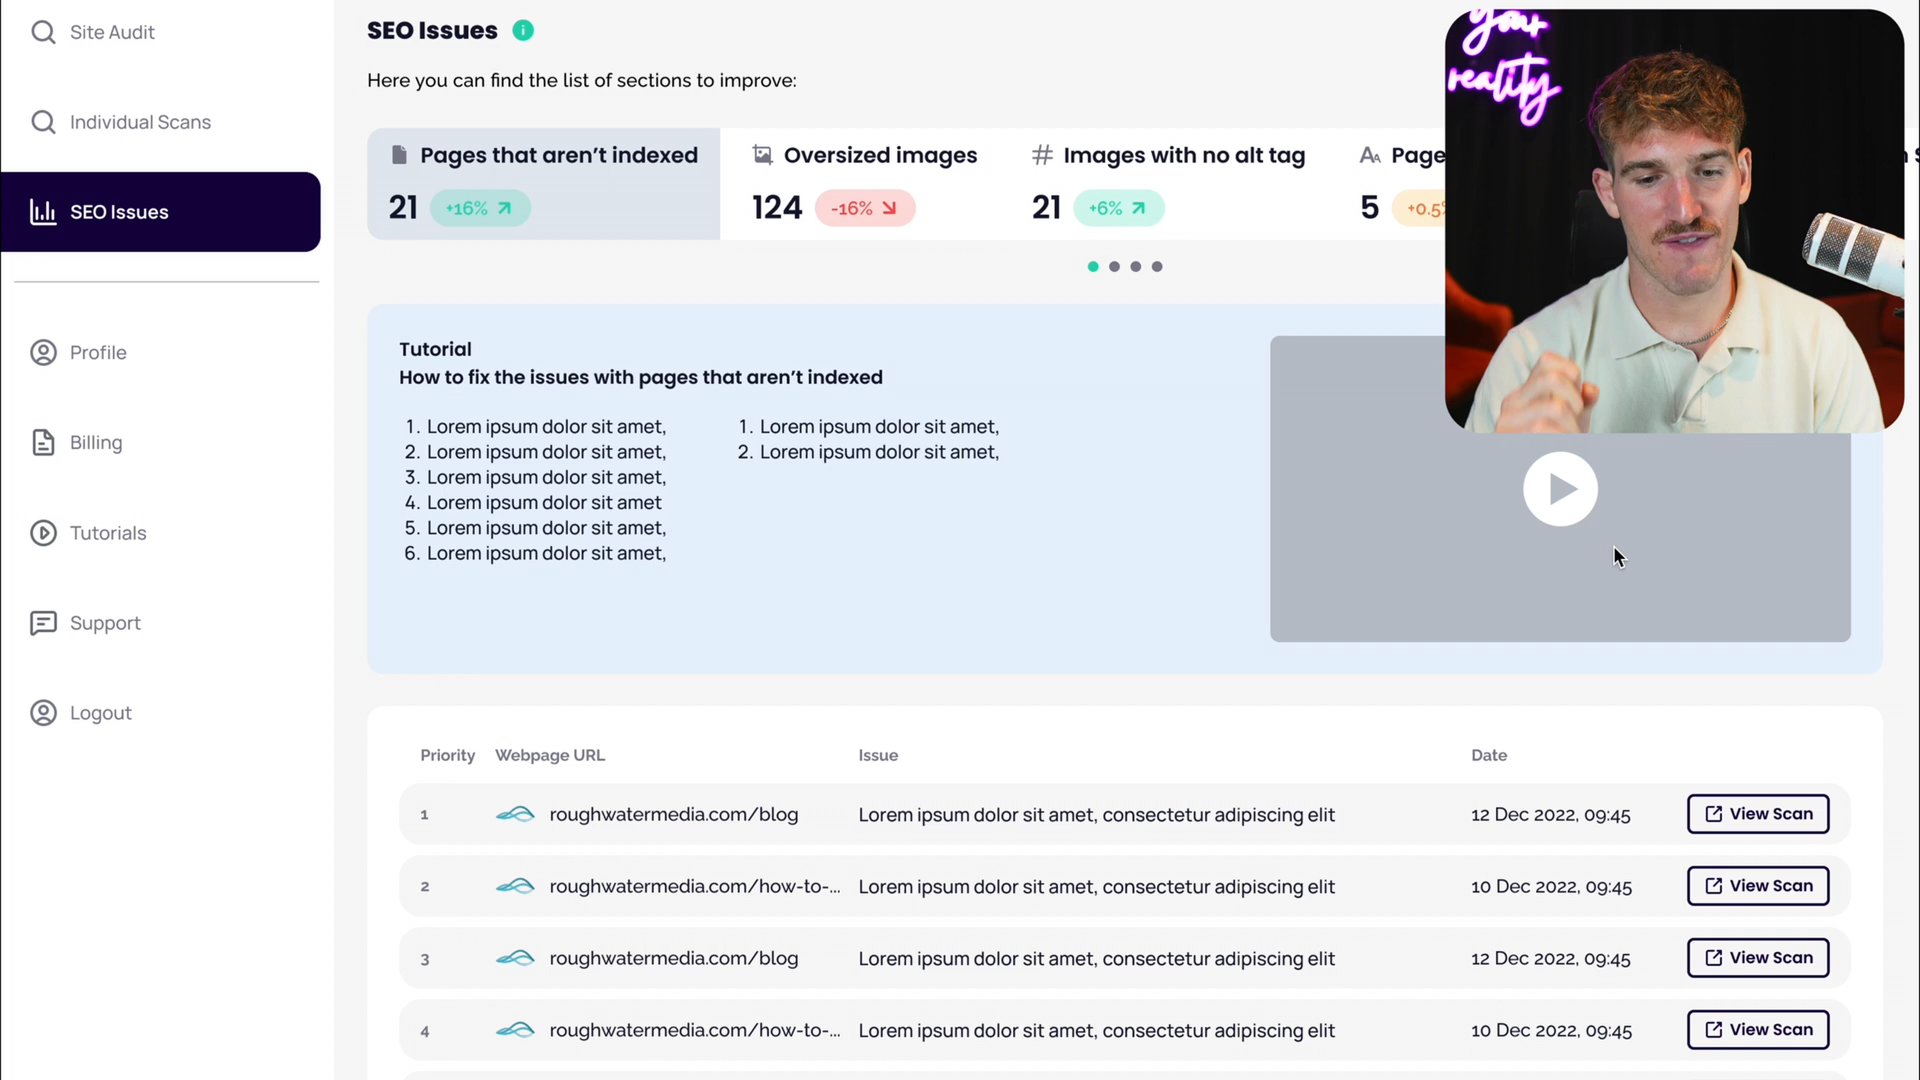 Site Audit
Individual Scans
SEO Issues
Profile
Billing
Tutorials
Support
Logout
SEO Issues
Here you can find the list of sections to improve:
Pages that aren't indexed
21 +16%
Oversized images
124 -16%
Images with no alt tag
21 +6%
Page
5 +0.5
your
reality
Tutorial
How to fix the issues with pages that aren't indexed
1. Lorem ipsum dolor sit amet,
2. Lorem ipsum dolor sit amet,
3. Lorem ipsum dolor sit amet,
4. Lorem ipsum dolor sit amet
5. Lorem ipsum dolor sit amet,
6. Lorem ipsum dolor sit amet,
1. Lorem ipsum dolor sit amet,
2. Lorem ipsum dolor sit amet,
Priority Webpage URL Issue Date
1 roughwatermedia.com/blog Lorem ipsum dolor sit amet, consectetur adipiscing elit 12 Dec 2022, 09:45 View Scan
2 roughwatermedia.com/how-to-... Lorem ipsum dolor sit amet, consectetur adipiscing elit 10 Dec 2022, 09:45 View Scan
3 roughwatermedia.com/blog Lorem ipsum dolor sit amet, consectetur adipiscing elit 12 Dec 2022, 09:45 View Scan
4 roughwatermedia.com/how-to-... Lorem ipsum dolor sit amet, consectetur adipiscing elit 10 Dec 2022, 09:45 View Scan